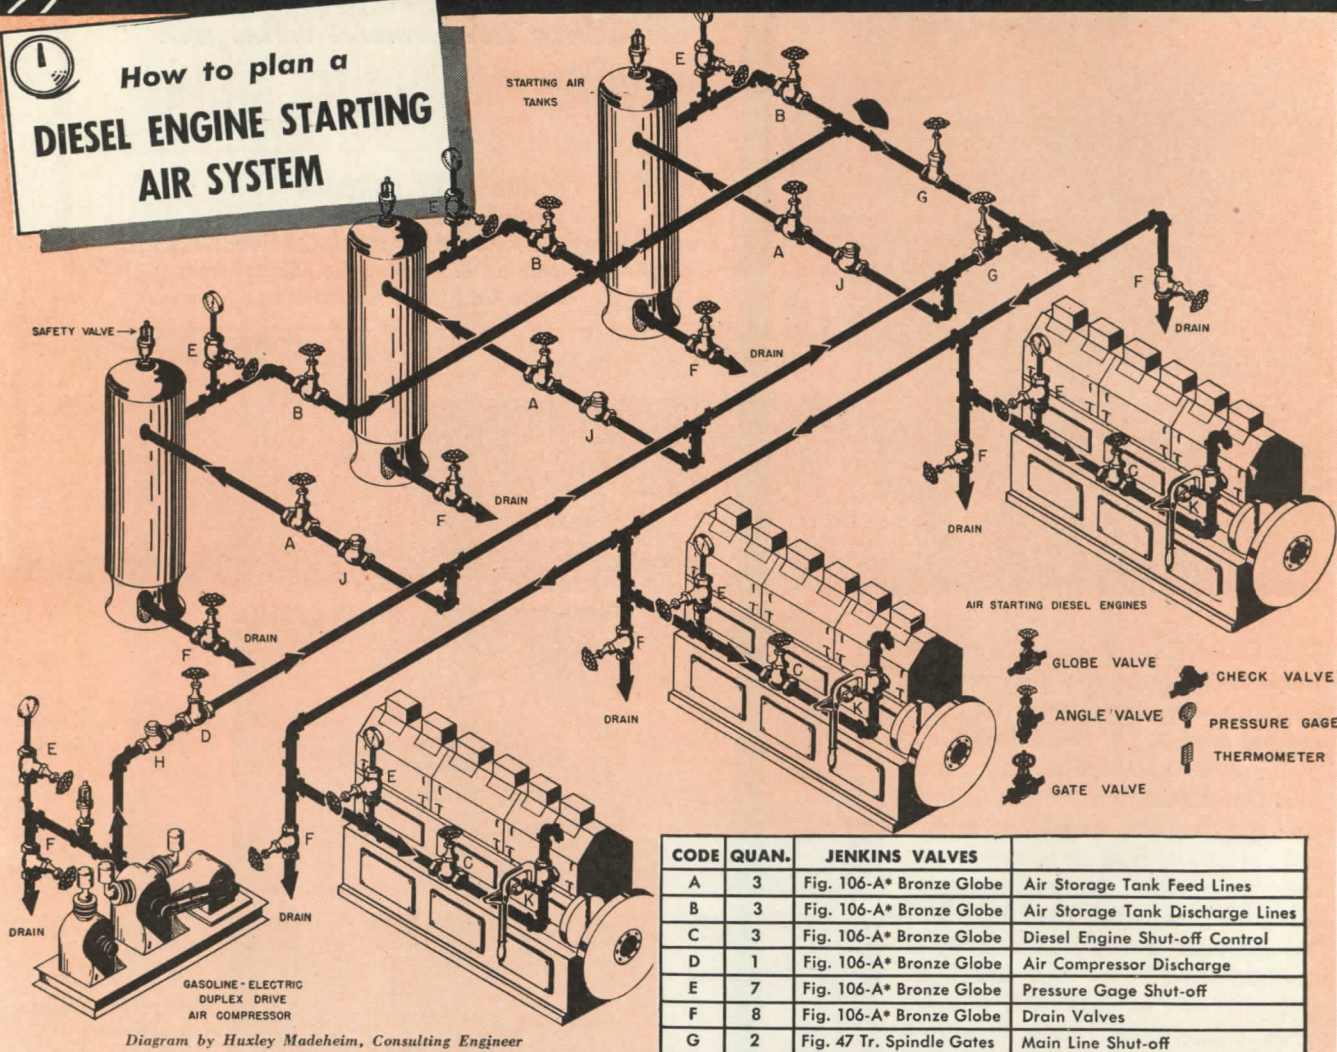 How to plan a
DIESEL ENGINE STARTING
AIR SYSTEM
STARTING AIR
TANKS
E
B
G
E
B
A
J
G
F
DRAIN
SAFETY VALVE
E
B
A
J
F
DRAIN
E
C
K
F
DRAIN
A
J
F
DRAIN
AIR STARTING DIESEL ENGINES
GLOBE VALVE
CHECK VALVE
ANGLE VALVE
PRESSURE GAGE
THERMOMETER
GATE VALVE
F
DRAIN
E
C
K
F
DRAIN
E
H
D
F
DRAIN
E
C
K
F
DRAIN
GASOLINE - ELECTRIC
DUPLEX DRIVE
AIR COMPRESSOR
Diagram by Huxley Madeheim, Consulting Engineer
CODE QUAN. JENKINS VALVES
A 3 Fig. 106-A* Bronze Globe Air Storage Tank Feed Lines
B 3 Fig. 106-A* Bronze Globe Air Storage Tank Discharge Lines
C 3 Fig. 106-A* Bronze Globe Diesel Engine Shut-off Control
D 1 Fig. 106-A* Bronze Globe Air Compressor Discharge
E 7 Fig. 106-A* Bronze Globe Pressure Gage Shut-off
F 8 Fig. 106-A* Bronze Globe Drain Valves
G 2 Fig. 47 Tr. Spindle Gates Main Line Shut-off